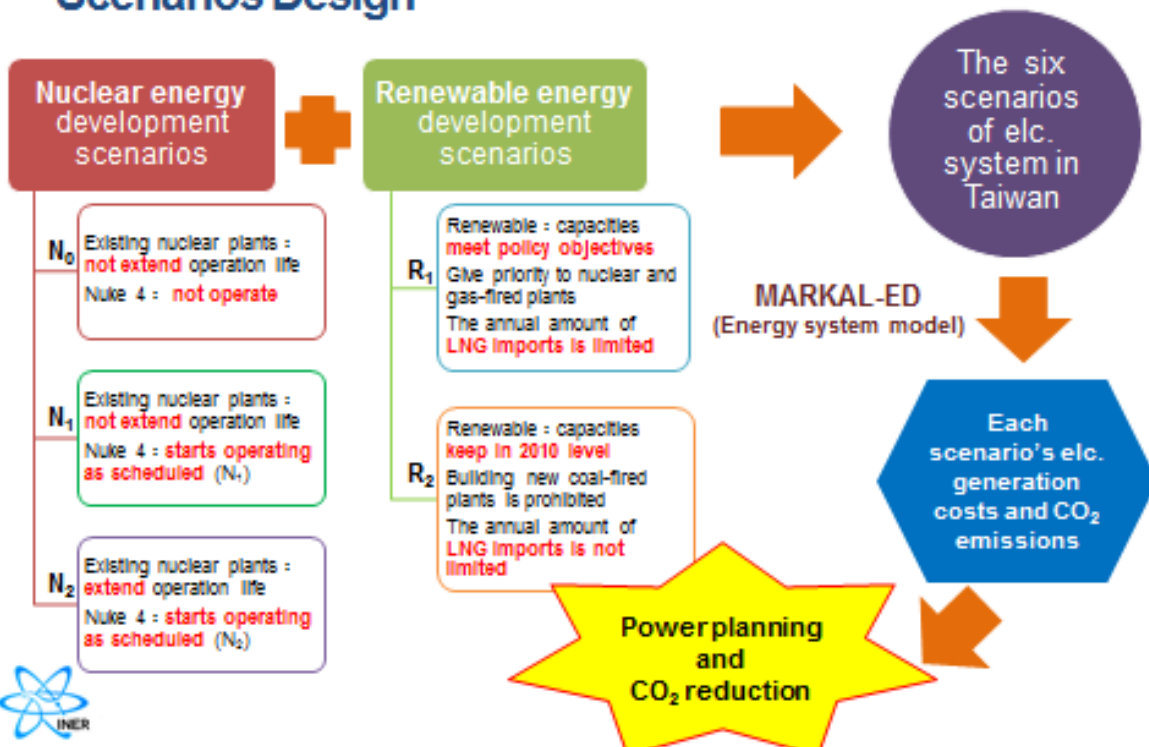 Scenarios Design
Nuclear energy
development
scenarios
Renewable energy
development
scenarios
The six
scenarios
of elc.
system in
Taiwan
N₀
Existing nuclear plants :
not extend operation life
Nuke 4 : not operate
N₁
Existing nuclear plants :
not extend operation life
Nuke 4 : starts operating
as scheduled (N₁)
N₂
Existing nuclear plants :
extend operation life
Nuke 4 : starts operating
as scheduled (N₂)
R₁
Renewable : capacities
meet policy objectives
Give priority to nuclear and
gas-fired plants
The annual amount of
LNG imports is limited
R₂
Renewable : capacities
keep in 2010 level
Building new coal-fired
plants is prohibited
The annual amount of
LNG imports is not
limited
MARKAL-ED
(Energy system model)
Each
scenario's elc.
generation
costs and CO₂
emissions
Power planning
and
CO₂ reduction
INER